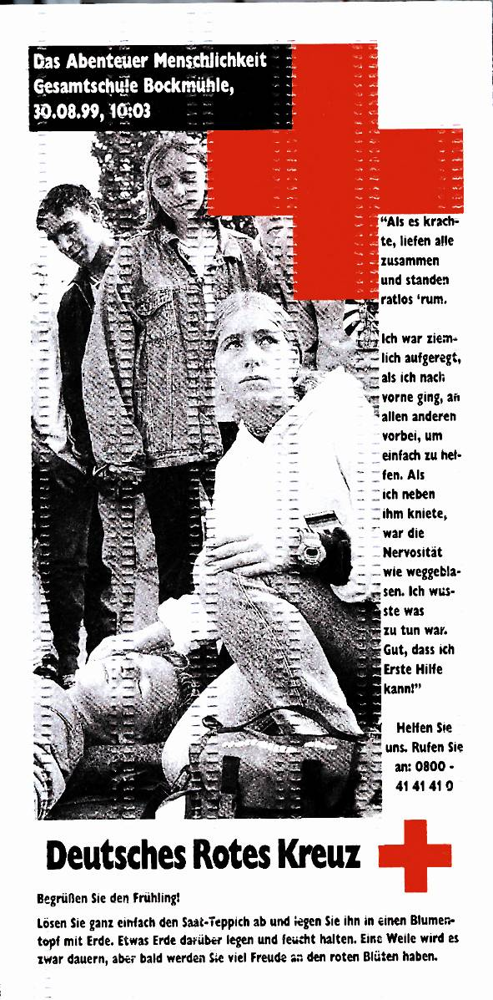 Das Abenteuer Menschlichkeit
Gesamtschule Bockmühle,
30.08.99, 10:03
“Als es krach-
te, liefen alle
zusammen
und standen
ratlos ‘rum.
Ich war ziem-
lich aufgeregt,
als ich nach
vorne ging, an
allen anderen
vorbei, um
einfach zu hel-
fen. Als
ich neben
ihm kniete,
war die
Nervosität
wie weggebla-
sen. Ich wus-
ste was
zu tun war.
Gut, dass ich
Erste Hilfe
kann!”
Helfen Sie
uns. Rufen Sie
an: 0800 -
41 41 41 0
Deutsches Rotes Kreuz
Begrüßen Sie den Frühling!
Lösen Sie ganz einfach den Saat-Teppich ab und legen Sie ihn in einen Blumen-
topf mit Erde. Etwas Erde darüber legen und feucht halten. Eine Weile wird es
zwar dauern, aber bald werden Sie viel Freude an den roten Blüten haben.